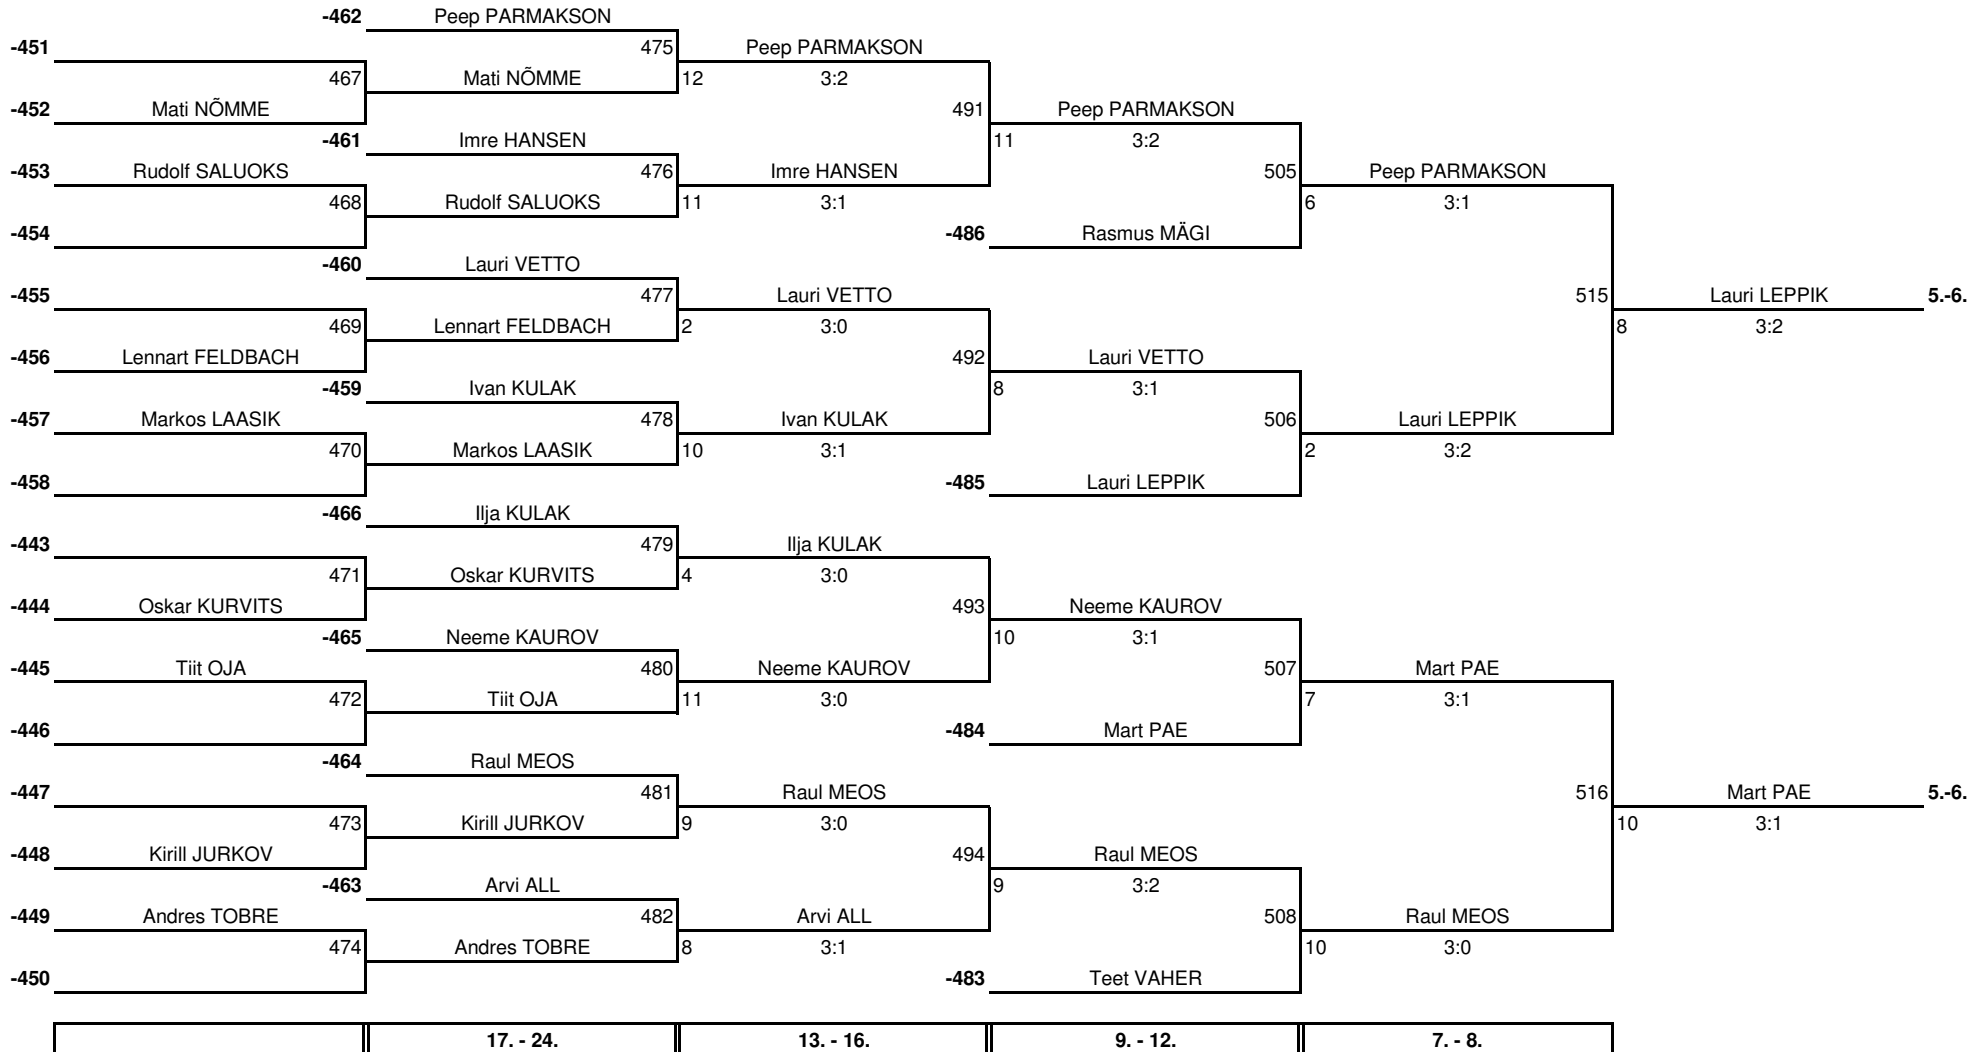 -462 Peep PARMAKSON
-451 475 Peep PARMAKSON
467 Mati NÕMME 12 3:2
-452 Mati NÕMME 491 Peep PARMAKSON
-461 Imre HANSEN 11 3:2
-453 Rudolf SALUOKS 476 Imre HANSEN 505 Peep PARMAKSON
468 Rudolf SALUOKS 11 3:1 6 3:1
-454 -486 Rasmus MÄGI
-460 Lauri VETTO
-455 477 Lauri VETTO 515 Lauri LEPPIK 5.-6.
469 Lennart FELDBACH 2 3:0 8 3:2
-456 Lennart FELDBACH 492 Lauri VETTO
-459 Ivan KULAK 8 3:1
-457 Markos LAASIK 478 Ivan KULAK 506 Lauri LEPPIK
470 Markos LAASIK 10 3:1 2 3:2
-458 -485 Lauri LEPPIK
-466 Ilja KULAK
-443 479 Ilja KULAK
471 Oskar KURVITS 4 3:0
-444 Oskar KURVITS 493 Neeme KAUROV
-465 Neeme KAUROV 10 3:1
-445 Tiit OJA 480 Neeme KAUROV 507 Mart PAE
472 Tiit OJA 11 3:0 7 3:1
-446 -484 Mart PAE
-464 Raul MEOS
-447 481 Raul MEOS 516 Mart PAE 5.-6.
473 Kirill JURKOV 9 3:0 10 3:1
-448 Kirill JURKOV 494 Raul MEOS
-463 Arvi ALL 9 3:2
-449 Andres TOBRE 482 Arvi ALL 508 Raul MEOS
474 Andres TOBRE 8 3:1 10 3:0
-450 -483 Teet VAHER
17. - 24. 13. - 16. 9. - 12. 7. - 8.